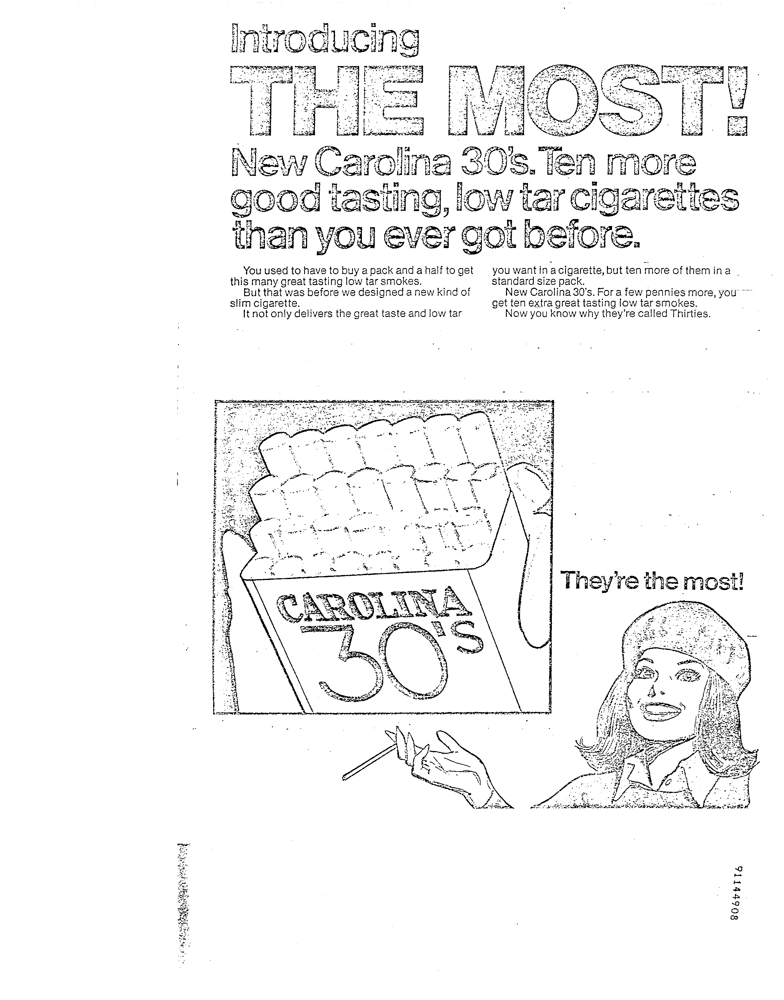 Introducing
THE MOST!
New Carolina 30's. Ten more
good tasting, low tar cigarettes
than you ever got before.
You used to have to buy a pack and a half to get
this many great tasting low tar smokes.
But that was before we designed a new kind of
slim cigarette.
It not only delivers the great taste and low tar
you want in a cigarette, but ten more of them in a
standard size pack.
New Carolina 30's. For a few pennies more, you
get ten extra great tasting low tar smokes.
Now you know why they're called Thirties.
CAROLINA
30's
They're the most!
91144908